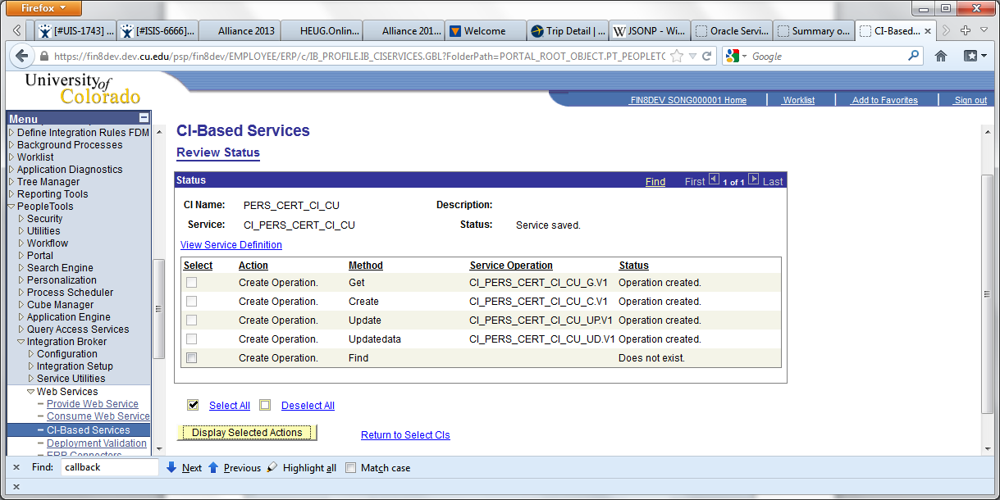 Firefox
[#UIS-1743] ... [#ISIS-6666]... Alliance 2013 HEUG.Onlin... Alliance 201... Welcome Trip Detail | ... JSONP - Wi... Oracle Servi... Summary o... CI-Based...
https://fin8dev.dev.cu.edu/psp/fin8dev/EMPLOYEE/ERP/c/IB_PROFILE.IB_CISERVICES.GBL?FolderPath=PORTAL_ROOT_OBJECT.PT_PEOPLETO Google
University of
Colorado
FIN8DEV SONG000001 Home Worklist Add to Favorites Sign out
Menu
Define Integration Rules FDM
Background Processes
Worklist
Application Diagnostics
Tree Manager
Reporting Tools
PeopleTools
Security
Utilities
Workflow
Portal
Search Engine
Personalization
Process Scheduler
Cube Manager
Application Engine
Query Access Services
Integration Broker
Configuration
Integration Setup
Service Utilities
Web Services
Provide Web Service
Consume Web Service
CI-Based Services
Deployment Validation
ERP Connectors
CI-Based Services
Review Status
Status Find First 1 of 1 Last
CI Name: PERS_CERT_CI_CU Description:
Service: CI_PERS_CERT_CI_CU Status: Service saved.
View Service Definition
Select Action Method Service Operation Status
Create Operation. Get CI_PERS_CERT_CI_CU_G.V1 Operation created.
Create Operation. Create CI_PERS_CERT_CI_CU_C.V1 Operation created.
Create Operation. Update CI_PERS_CERT_CI_CU_UP.V1 Operation created.
Create Operation. Updatedata CI_PERS_CERT_CI_CU_UD.V1 Operation created.
Create Operation. Find Does not exist.
Select All Deselect All
Display Selected Actions Return to Select CIs
Find: callback Next Previous Highlight all Match case